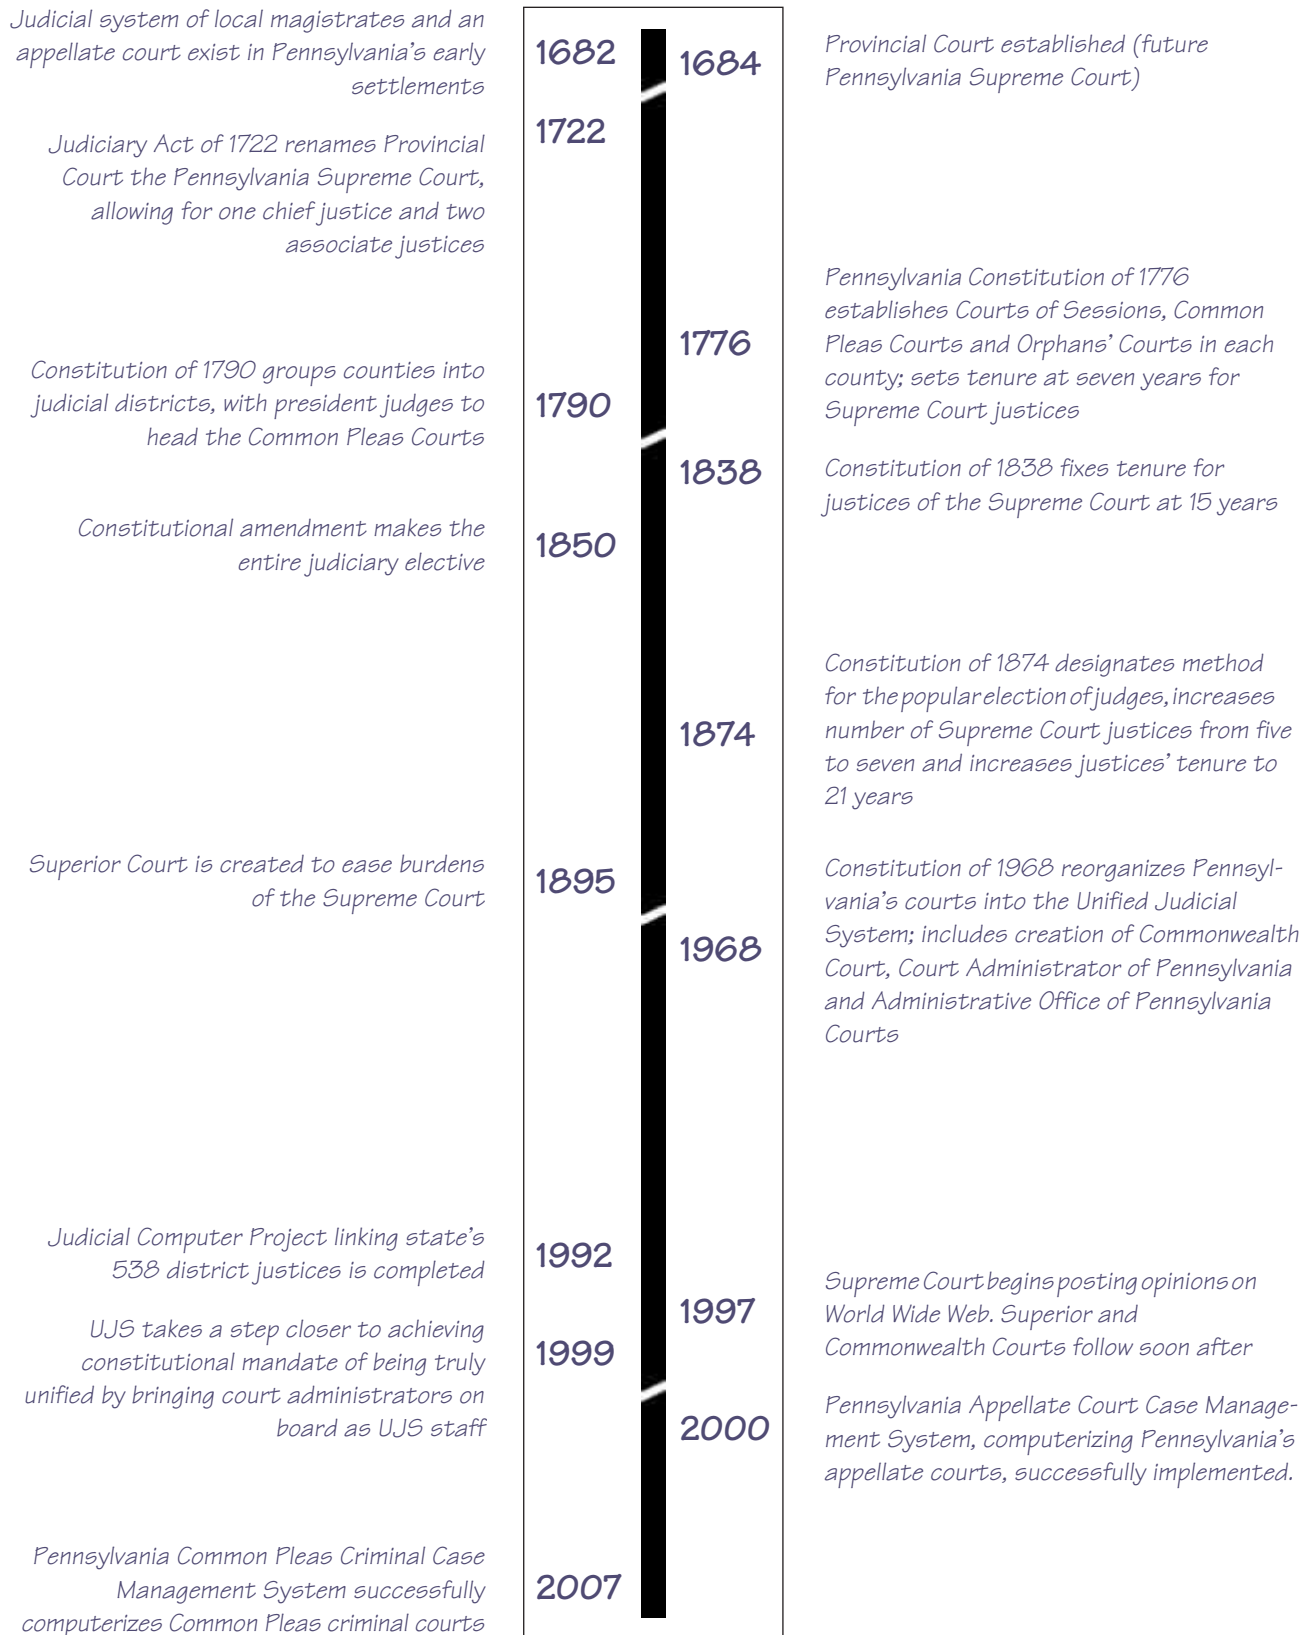 Judicial system of local magistrates and an
appellate court exist in Pennsylvania's early
settlements
1682
1684
Provincial Court established (future
Pennsylvania Supreme Court)
1722
Judiciary Act of 1722 renames Provincial
Court the Pennsylvania Supreme Court,
allowing for one chief justice and two
associate justices
1776
Pennsylvania Constitution of 1776
establishes Courts of Sessions, Common
Pleas Courts and Orphans' Courts in each
county; sets tenure at seven years for
Supreme Court justices
Constitution of 1790 groups counties into
judicial districts, with president judges to
head the Common Pleas Courts
1790
1838
Constitution of 1838 fixes tenure for
justices of the Supreme Court at 15 years
Constitutional amendment makes the
entire judiciary elective
1850
1874
Constitution of 1874 designates method
for the popular election of judges, increases
number of Supreme Court justices from five
to seven and increases justices' tenure to
21 years
Superior Court is created to ease burdens
of the Supreme Court
1895
1968
Constitution of 1968 reorganizes Pennsyl-
vania's courts into the Unified Judicial
System; includes creation of Commonwealth
Court, Court Administrator of Pennsylvania
and Administrative Office of Pennsylvania
Courts
Judicial Computer Project linking state's
538 district justices is completed
1992
1997
Supreme Court begins posting opinions on
World Wide Web. Superior and
Commonwealth Courts follow soon after
UJS takes a step closer to achieving
constitutional mandate of being truly
unified by bringing court administrators on
board as UJS staff
1999
2000
Pennsylvania Appellate Court Case Manage-
ment System, computerizing Pennsylvania's
appellate courts, successfully implemented.
Pennsylvania Common Pleas Criminal Case
Management System successfully
computerizes Common Pleas criminal courts
2007